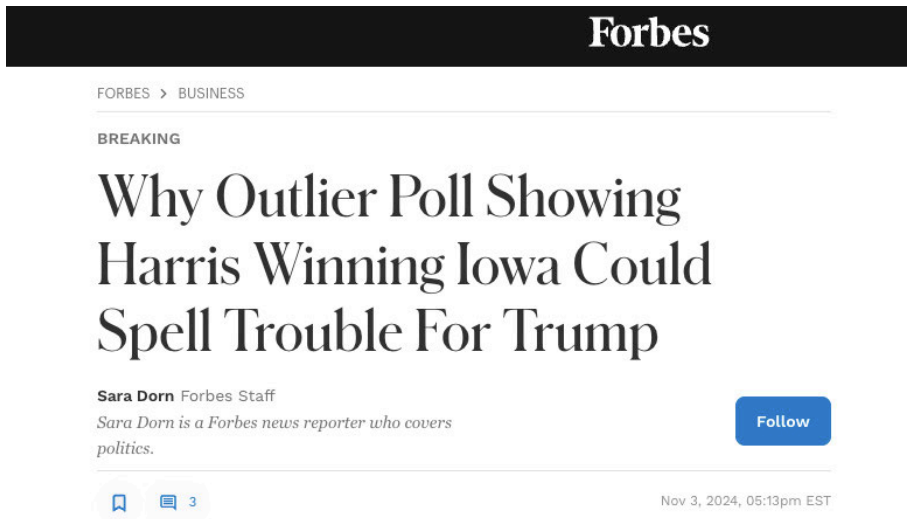 Forbes
FORBES > BUSINESS
BREAKING
Why Outlier Poll Showing
Harris Winning Iowa Could
Spell Trouble For Trump
Sara Dorn Forbes Staff
Sara Dorn is a Forbes news reporter who covers
politics.
Follow
3
Nov 3, 2024, 05:13pm EST